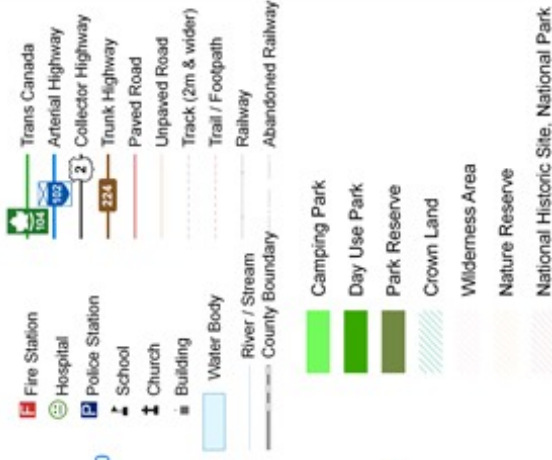 Fire Station
Hospital
Police Station
School
Church
Building
Water Body
River / Stream
County Boundary
104
Trans Canada
102
Arterial Highway
2
Collector Highway
224
Trunk Highway
Paved Road
Unpaved Road
Track (2m & wider)
Trail / Footpath
Railway
Abandoned Railway
Camping Park
Day Use Park
Park Reserve
Crown Land
Wilderness Area
Nature Reserve
National Historic Site, National Park
F
P